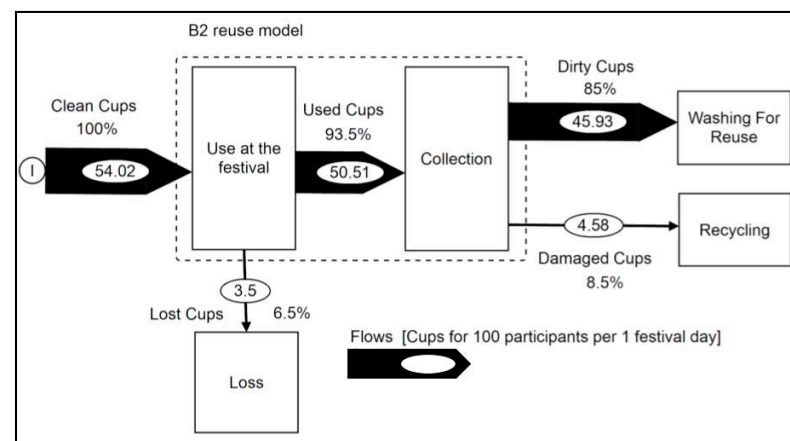 B2 reuse model
Clean Cups
100%
I
54.02
Use at the
festival
Used Cups
93.5%
50.51
Collection
Dirty Cups
85%
45.93
Washing For
Reuse
4.58
Damaged Cups
8.5%
Recycling
3.5
Lost Cups
6.5%
Loss
Flows [Cups for 100 participants per 1 festival day]